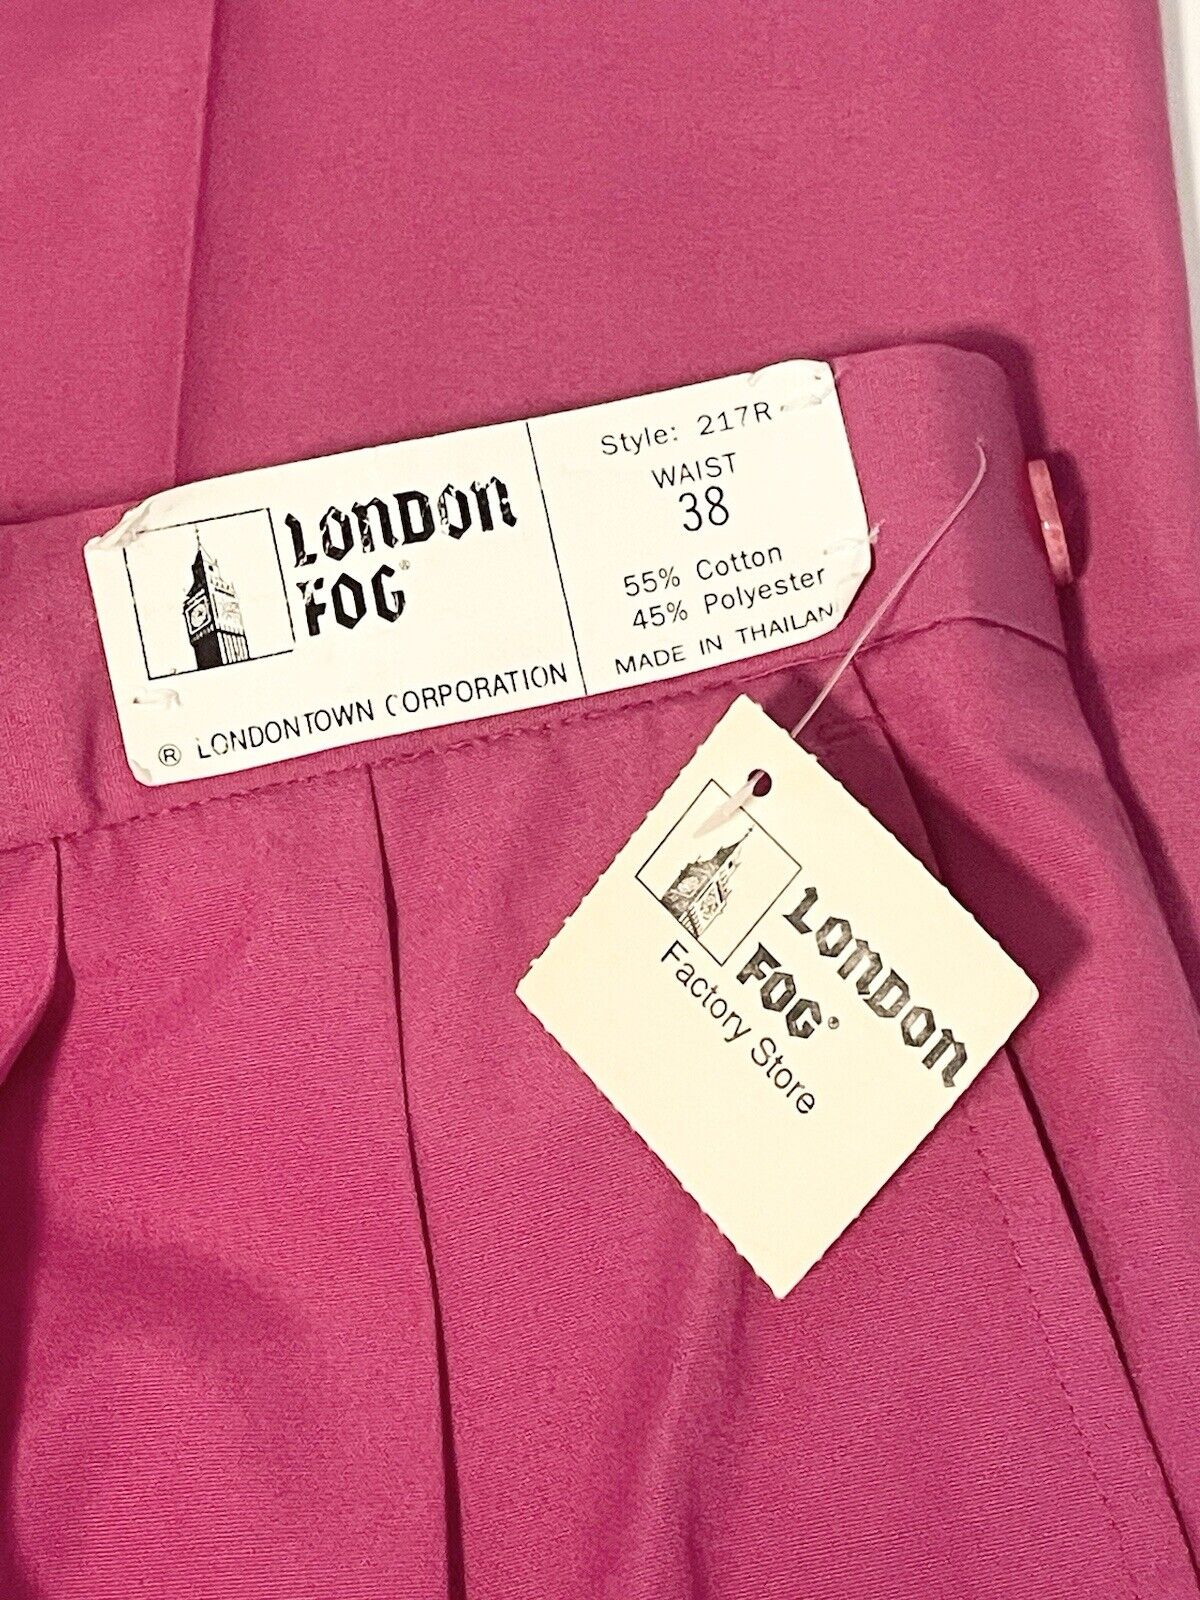 LONDON
FOG®
® LONDONTOWN CORPORATION
Style: 217R
WAIST
38
55% Cotton
45% Polyester
MADE IN THAILAN
LONDON
FOG®
Factory Store